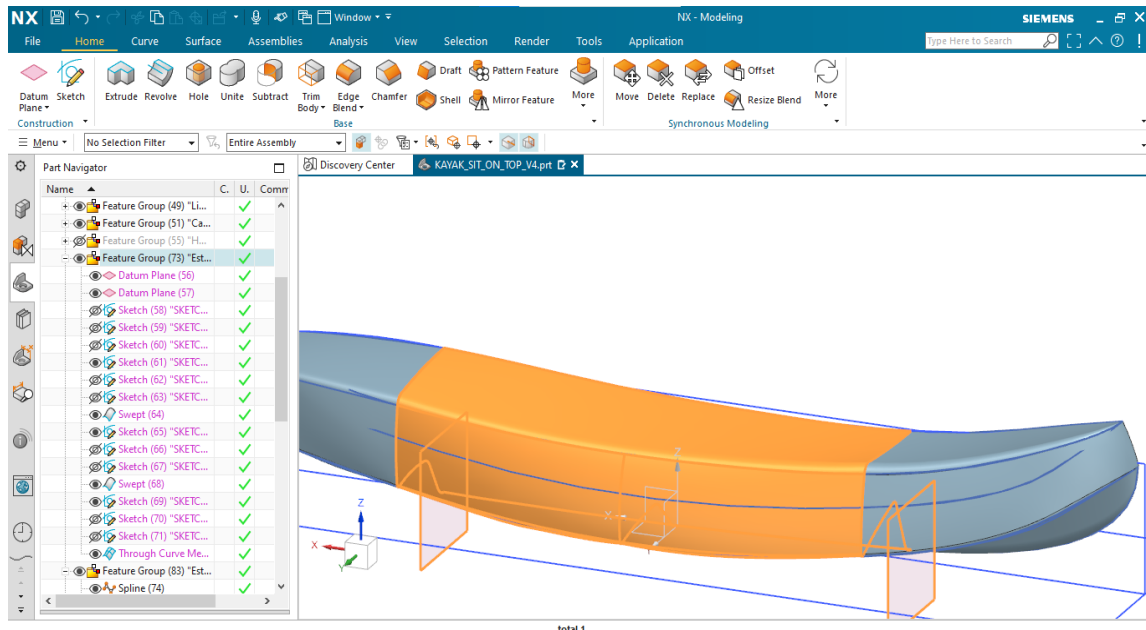 NX Window NX - Modeling SIEMENS
File Home Curve Surface Assemblies Analysis View Selection Render Tools Application Type Here to Search
Datum Plane Sketch Extrude Revolve Hole Unite Subtract Trim Body Edge Blend Chamfer Draft Pattern Feature Shell Mirror Feature More Move Delete Replace Offset Resize Blend More
Construction Base Synchronous Modeling
Menu No Selection Filter Entire Assembly
Part Navigator Discovery Center KAYAK_SIT_ON_TOP_V4.prt
Name C. U. Comm
Feature Group (49) "Li...
Feature Group (51) "Ca...
Feature Group (55) "H...
Feature Group (73) "Est...
Datum Plane (56)
Datum Plane (57)
Sketch (58) "SKETC...
Sketch (59) "SKETC...
Sketch (60) "SKETC...
Sketch (61) "SKETC...
Sketch (62) "SKETC...
Sketch (63) "SKETC...
Swept (64)
Sketch (65) "SKETC...
Sketch (66) "SKETC...
Sketch (67) "SKETC...
Swept (68)
Sketch (69) "SKETC...
Sketch (70) "SKETC...
Sketch (71) "SKETC...
Through Curve Me...
Feature Group (83) "Est...
Spline (74)
Z
X
Y
Z
X
Y
total 1